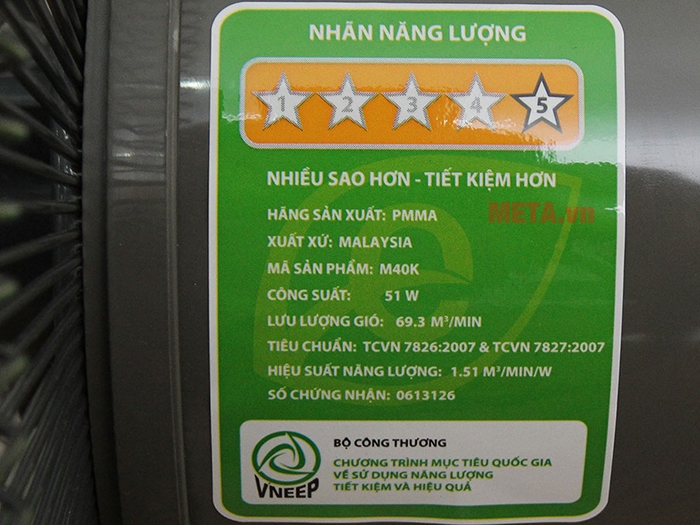 NHÃN NĂNG LƯỢNG
1 2 3 4 5
NHIỀU SAO HƠN - TIẾT KIỆM HƠN
HÃNG SẢN XUẤT: PMMA
META.vn
XUẤT XỨ: MALAYSIA
MÃ SẢN PHẨM: M40K
CÔNG SUẤT: 51 W
LƯU LƯỢNG GIÓ: 69.3 M³/MIN
TIÊU CHUẨN: TCVN 7826:2007 & TCVN 7827:2007
HIỆU SUẤT NĂNG LƯỢNG: 1.51 M³/MIN/W
SỐ CHỨNG NHẬN: 0613126
VNEEP
BỘ CÔNG THƯƠNG
CHƯƠNG TRÌNH MỤC TIÊU QUỐC GIA
VỀ SỬ DỤNG NĂNG LƯỢNG
TIẾT KIỆM VÀ HIỆU QUẢ